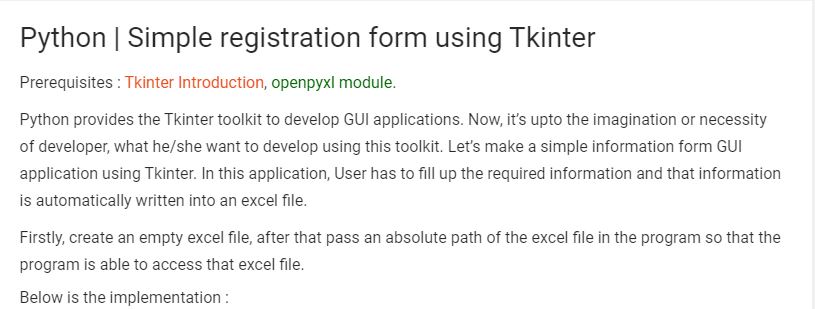 Python | Simple registration form using Tkinter
Prerequisites : Tkinter Introduction, openpyxl module.
Python provides the Tkinter toolkit to develop GUI applications. Now, it’s upto the imagination or necessity
of developer, what he/she want to develop using this toolkit. Let’s make a simple information form GUI
application using Tkinter. In this application, User has to fill up the required information and that information
is automatically written into an excel file.
Firstly, create an empty excel file, after that pass an absolute path of the excel file in the program so that the
program is able to access that excel file.
Below is the implementation :